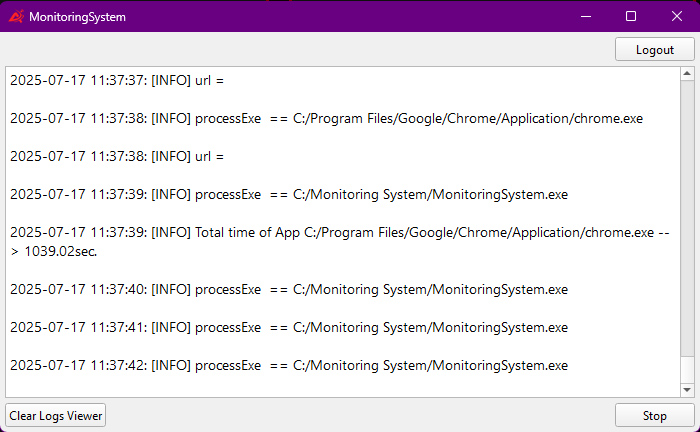 MonitoringSystem
Logout
2025-07-17 11:37:37: [INFO] url =
2025-07-17 11:37:38: [INFO] processExe  == C:/Program Files/Google/Chrome/Application/chrome.exe
2025-07-17 11:37:38: [INFO] url =
2025-07-17 11:37:39: [INFO] processExe  == C:/Monitoring System/MonitoringSystem.exe
2025-07-17 11:37:39: [INFO] Total time of App C:/Program Files/Google/Chrome/Application/chrome.exe --
> 1039.02sec.
2025-07-17 11:37:40: [INFO] processExe  == C:/Monitoring System/MonitoringSystem.exe
2025-07-17 11:37:41: [INFO] processExe  == C:/Monitoring System/MonitoringSystem.exe
2025-07-17 11:37:42: [INFO] processExe  == C:/Monitoring System/MonitoringSystem.exe
Clear Logs Viewer
Stop